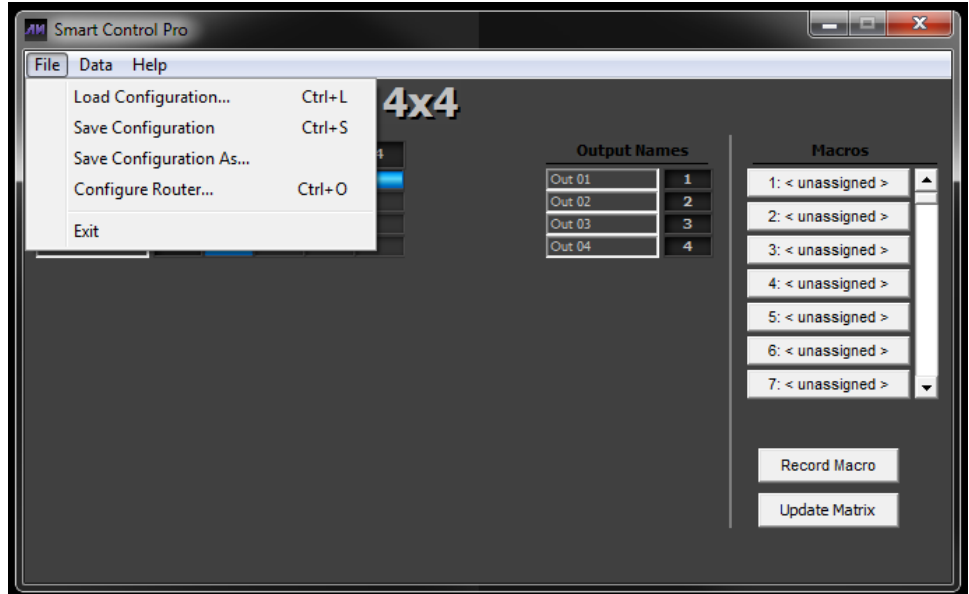 Smart Control Pro
File Data Help
Load Configuration... Ctrl+L
Save Configuration Ctrl+S
Save Configuration As...
Configure Router... Ctrl+O
Exit
4x4
4
Output Names
Out 01 1
Out 02 2
Out 03 3
Out 04 4
Macros
1: < unassigned >
2: < unassigned >
3: < unassigned >
4: < unassigned >
5: < unassigned >
6: < unassigned >
7: < unassigned >
Record Macro
Update Matrix